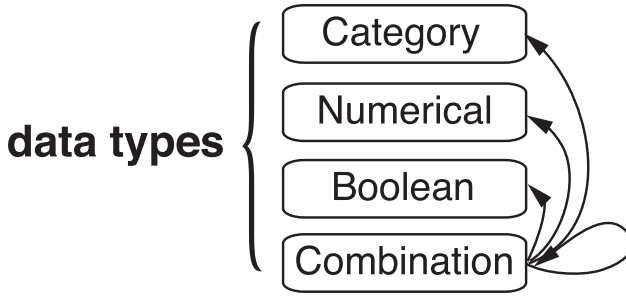 Category
Numerical
data types
Boolean
Combination